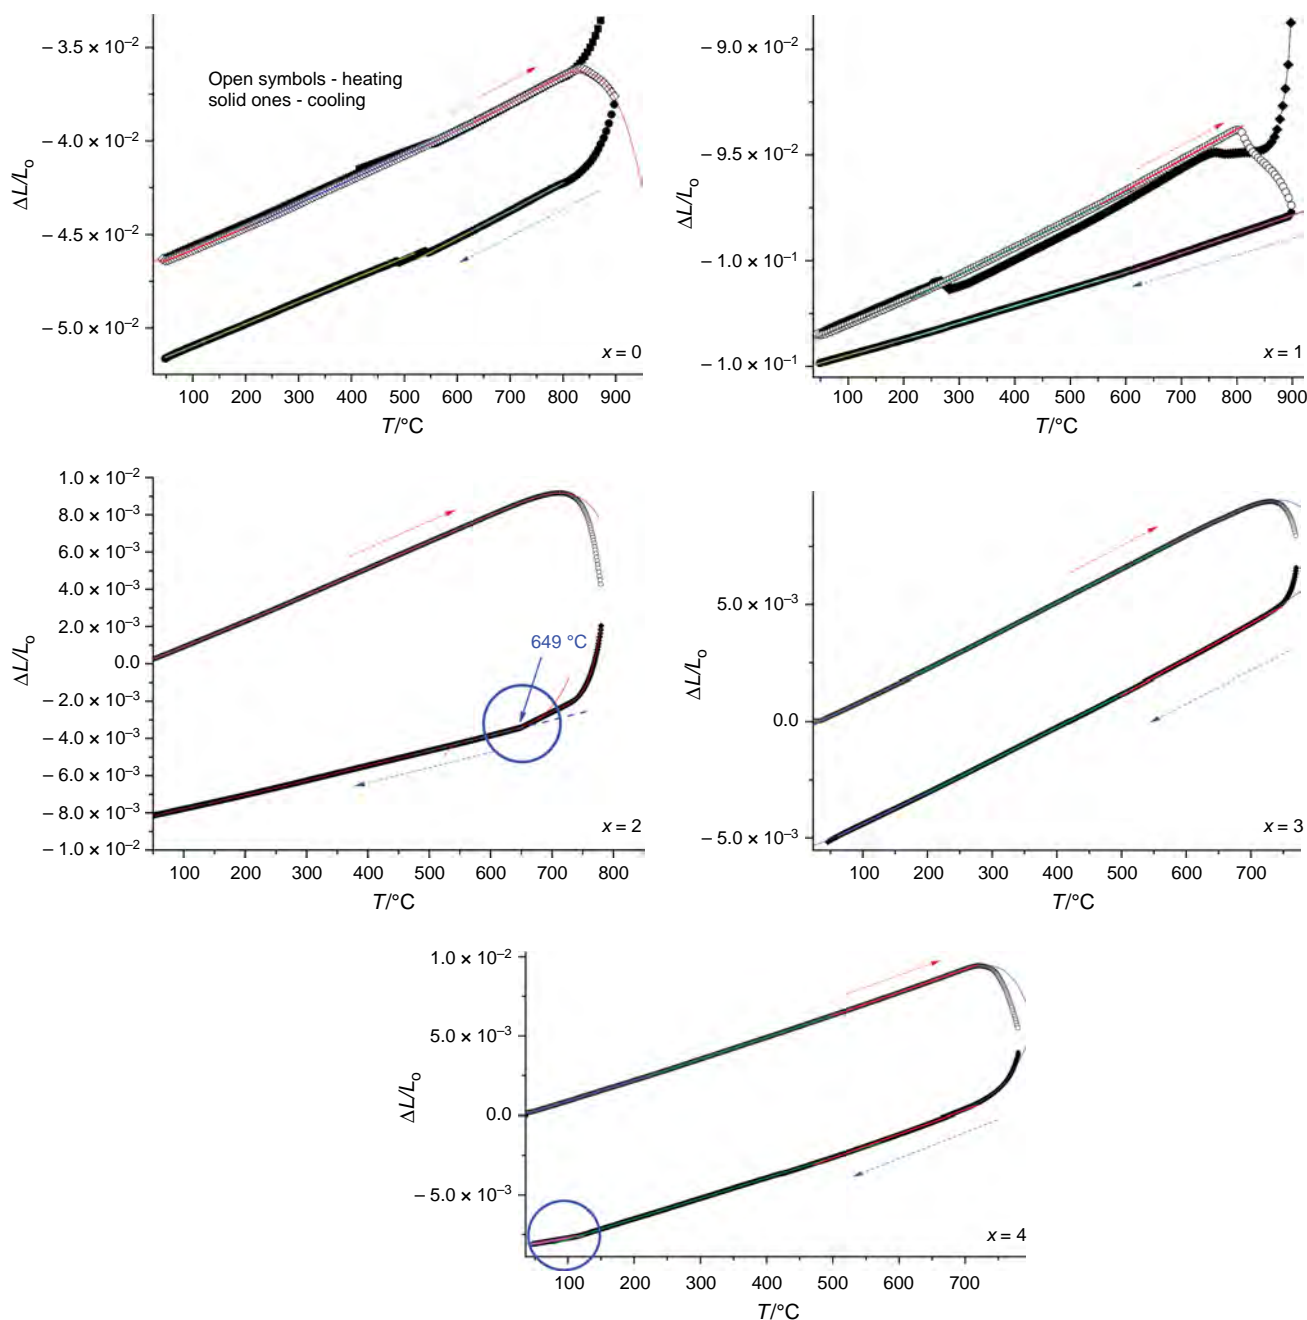 – 3.5 × 10⁻²
– 4.0 × 10⁻²
– 4.5 × 10⁻²
– 5.0 × 10⁻²
ΔL/Lo
Open symbols - heating
solid ones - cooling
x = 0
100 200 300 400 500 600 700 800 900
T/°C
– 9.0 × 10⁻²
– 9.5 × 10⁻²
– 1.0 × 10⁻¹
– 1.0 × 10⁻¹
ΔL/Lo
x = 1
100 200 300 400 500 600 700 800 900
T/°C
1.0 × 10⁻²
8.0 × 10⁻³
6.0 × 10⁻³
4.0 × 10⁻³
2.0 × 10⁻³
0.0
– 2.0 × 10⁻³
– 4.0 × 10⁻³
– 6.0 × 10⁻³
– 8.0 × 10⁻³
– 1.0 × 10⁻²
ΔL/Lo
649 °C
x = 2
100 200 300 400 500 600 700 800
T/°C
5.0 × 10⁻³
0.0
– 5.0 × 10⁻³
ΔL/Lo
x = 3
100 200 300 400 500 600 700
T/°C
1.0 × 10⁻²
5.0 × 10⁻³
0.0
– 5.0 × 10⁻³
ΔL/Lo
x = 4
100 200 300 400 500 600 700
T/°C